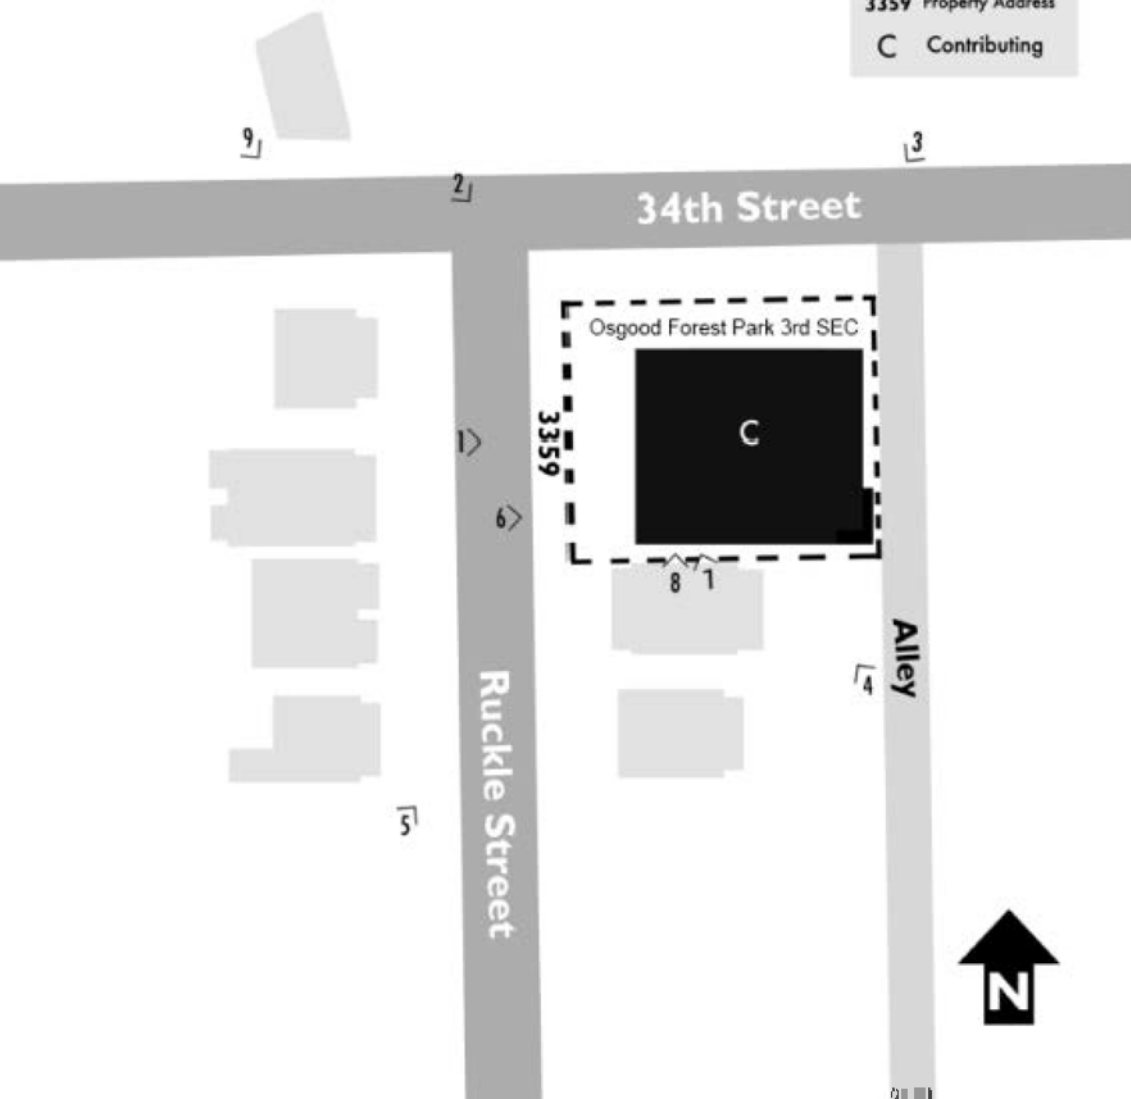 3359 Property Address
C Contributing
9
3
2
34th Street
Osgood Forest Park 3rd SEC
C
3359
1
6
8
7
Alley
4
Ruckle Street
5
N